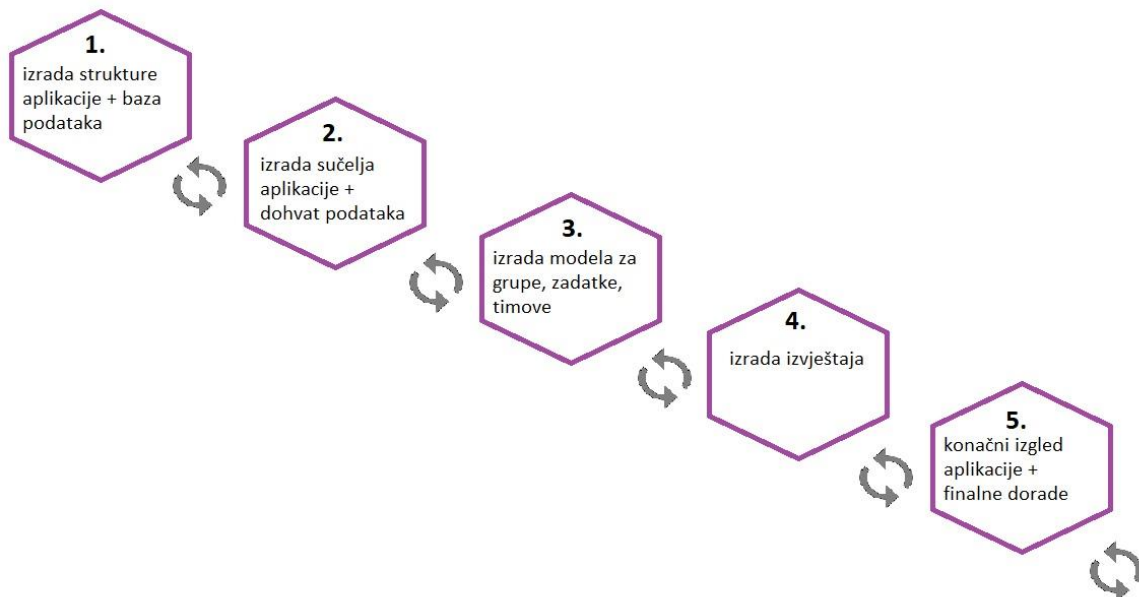 1.
izrada strukture
aplikacije + baza
podataka
2.
izrada sučelja
aplikacije +
dohvat podataka
3.
izrada modela za
grupe, zadatke,
timove
4.
izrada izvještaja
5.
konačni izgled
aplikacije +
finalne dorade